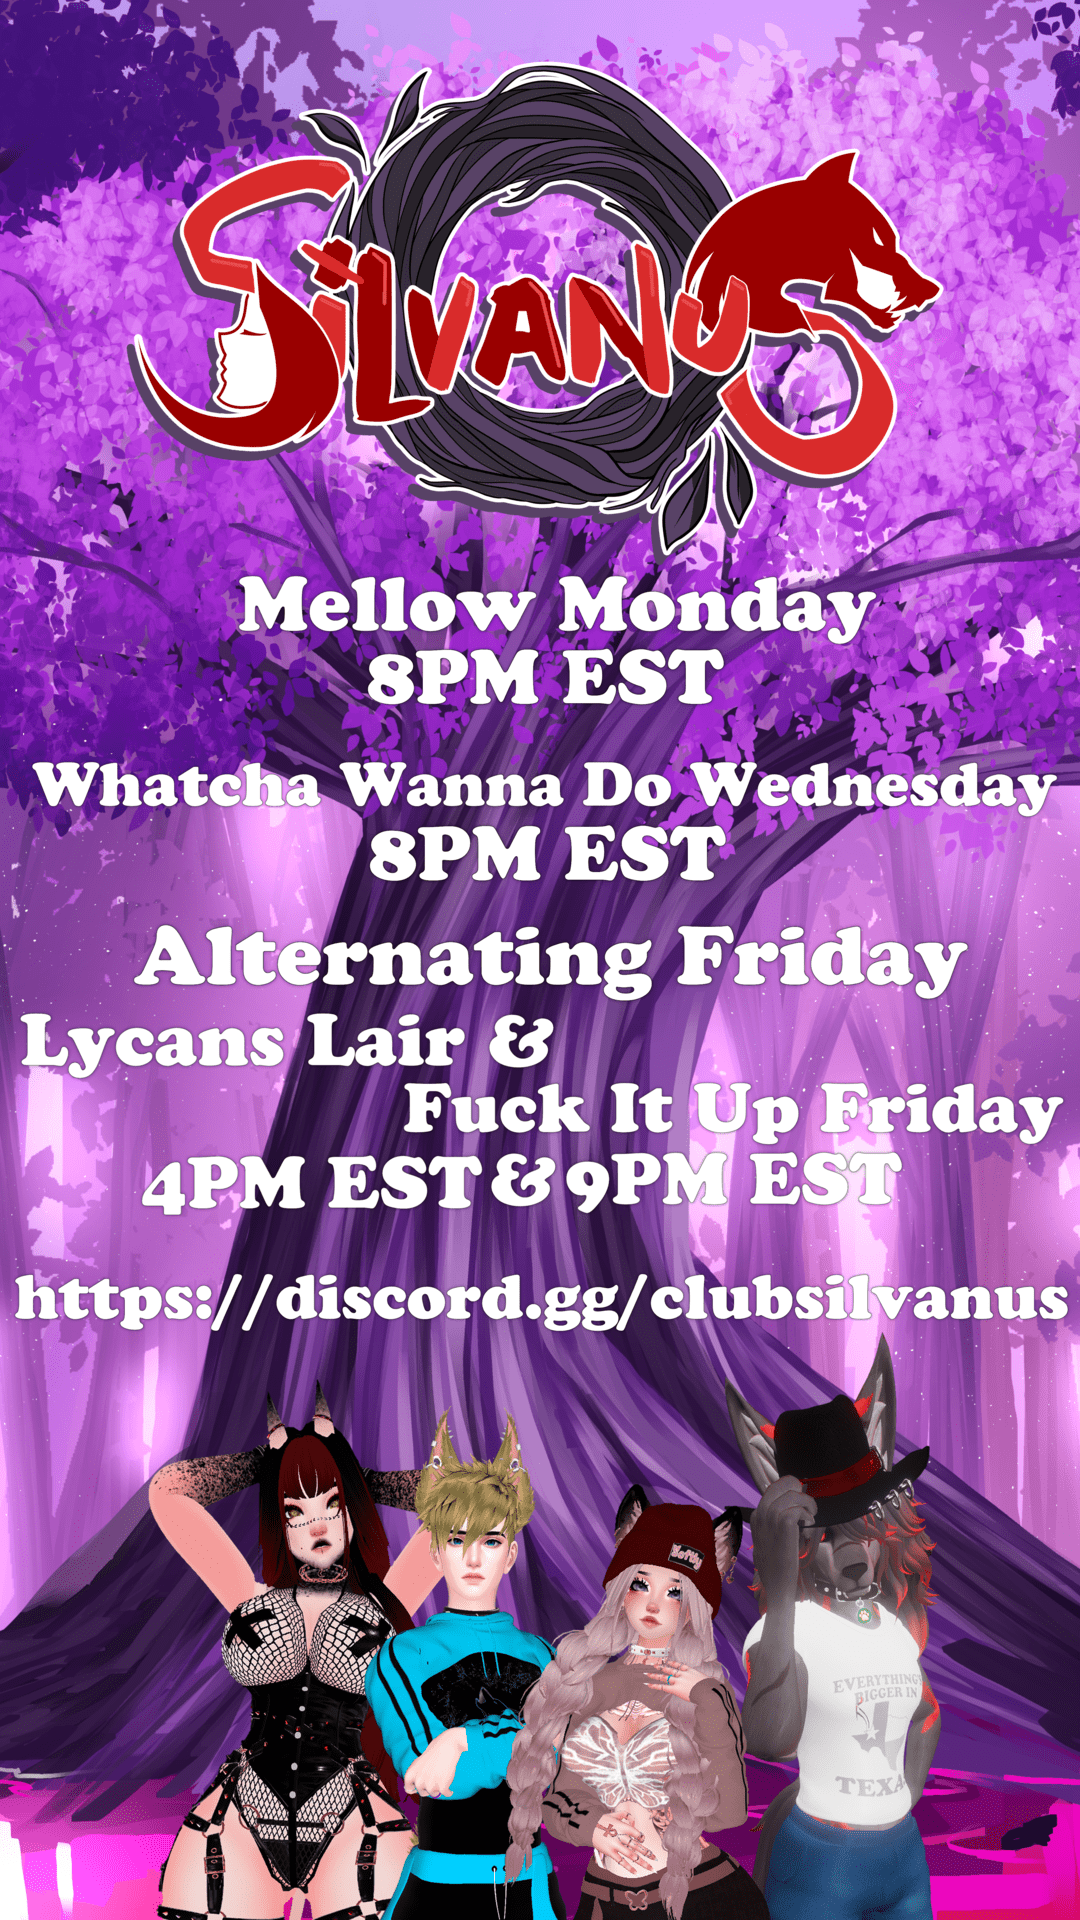 Silvanus
Mellow Monday
8PM EST
Whatcha Wanna Do Wednesday
8PM EST
Alternating Friday
Lycans Lair &
Fuck It Up Friday
4PM EST & 9PM EST
https://discord.gg/clubsilvanus
EVERYTHING'S
BIGGER IN
TEXAS